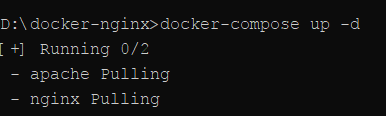 D:\docker-nginx>docker-compose up -d
[+] Running 0/2
- apache Pulling
- nginx Pulling